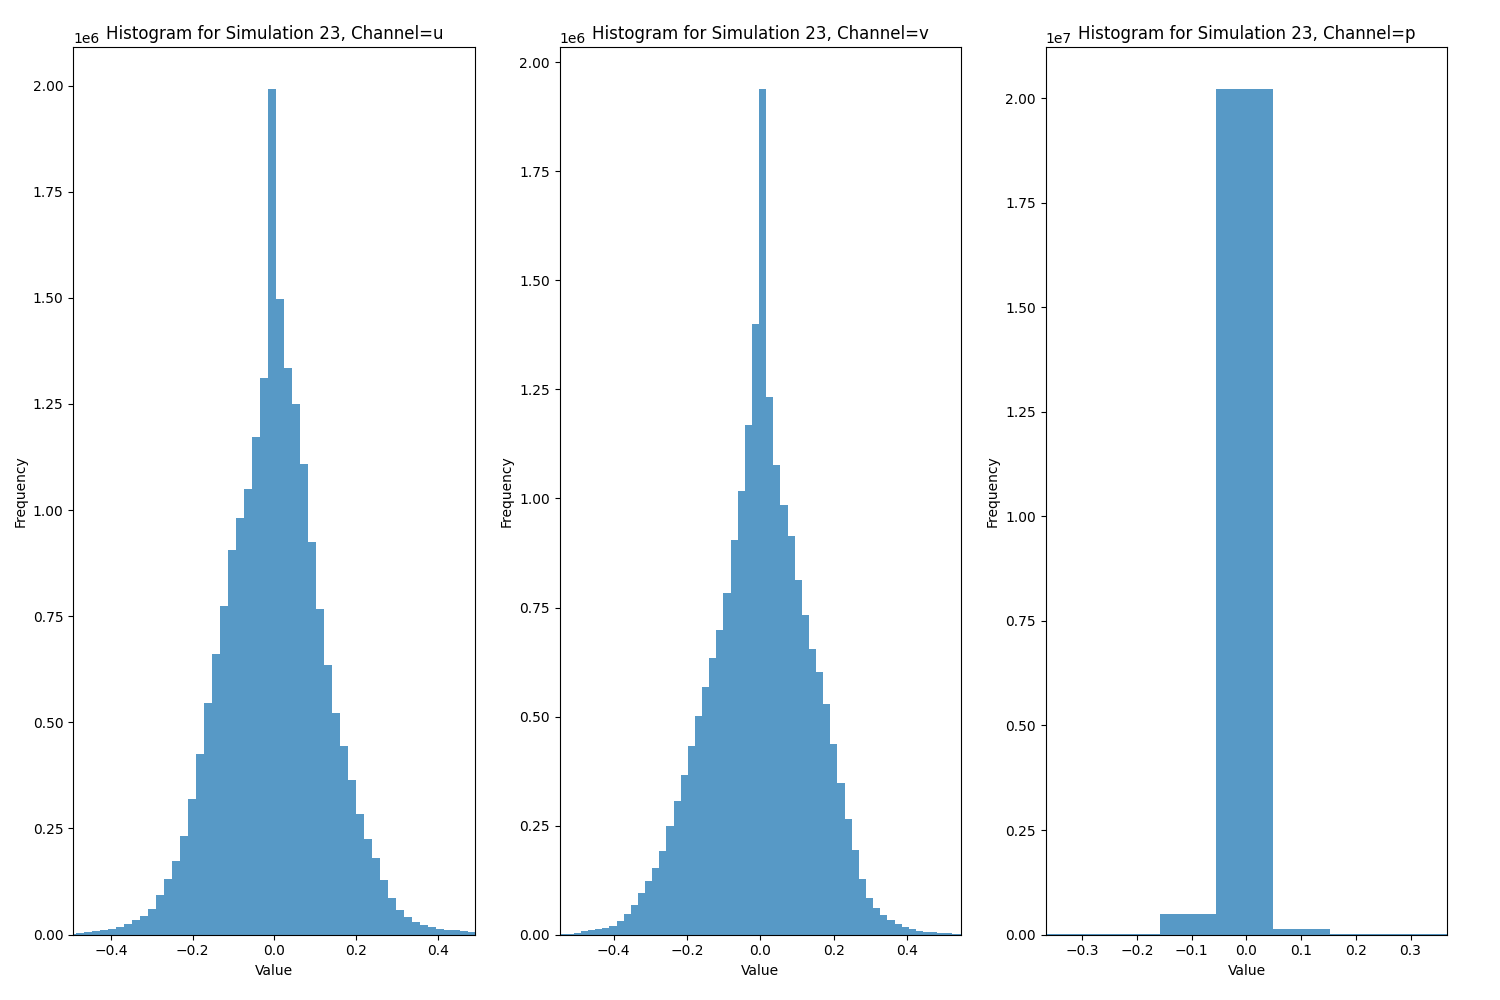 Histogram for Simulation 23, Channel=u
1e6
2.00
1.75
1.50
1.25
1.00
0.75
0.50
0.25
0.00
Frequency
−0.4 −0.2 0.0 0.2 0.4
Value
Histogram for Simulation 23, Channel=v
1e6
2.00
1.75
1.50
1.25
1.00
0.75
0.50
0.25
0.00
Frequency
−0.4 −0.2 0.0 0.2 0.4
Value
Histogram for Simulation 23, Channel=p
1e7
2.00
1.75
1.50
1.25
1.00
0.75
0.50
0.25
0.00
Frequency
−0.3 −0.2 −0.1 0.0 0.1 0.2 0.3
Value